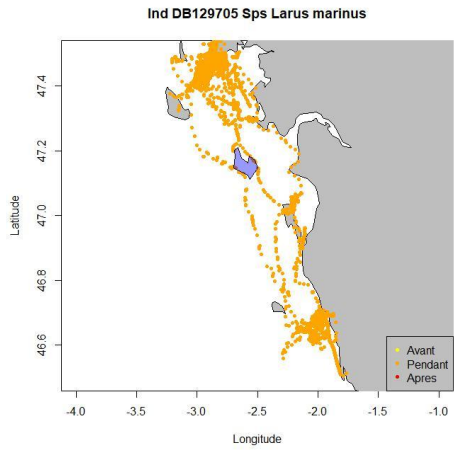 Ind DB129705 Sps Larus marinus
Latitude
47.4
47.2
47.0
46.8
46.6
Avant
Pendant
Apres
-4.0 -3.5 -3.0 -2.5 -2.0 -1.5 -1.0
Longitude